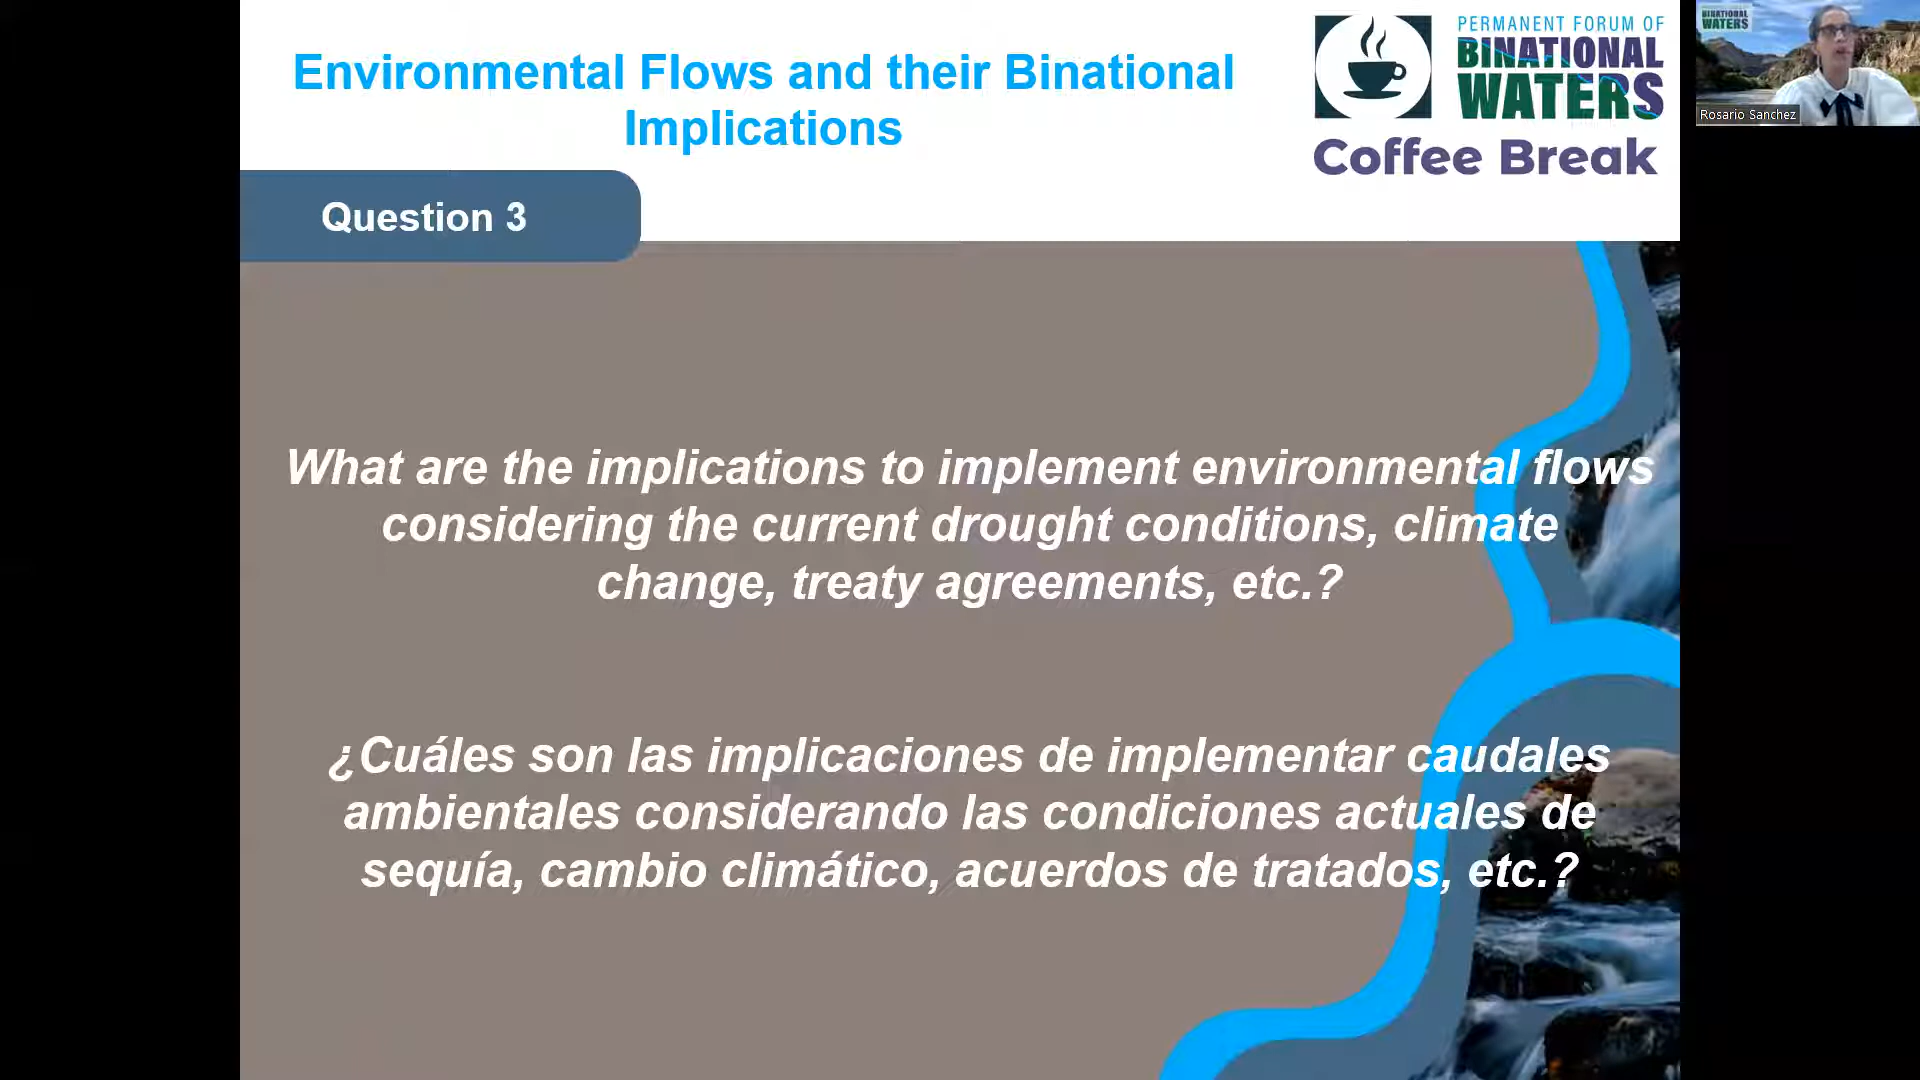 Environmental Flows and their Binational
Implications
PERMANENT FORUM OF
BINATIONAL
WATERS
Coffee Break
BINATIONAL
WATERS
Rosario Sanchez
Question 3
What are the implications to implement environmental flows
considering the current drought conditions, climate
change, treaty agreements, etc.?
¿Cuáles son las implicaciones de implementar caudales
ambientales considerando las condiciones actuales de
sequía, cambio climático, acuerdos de tratados, etc.?